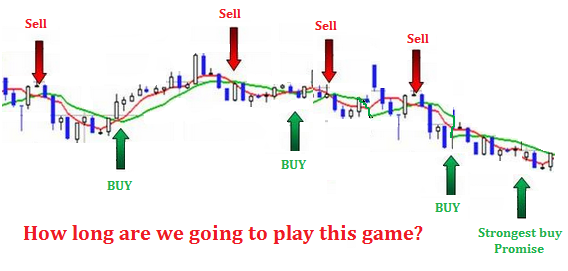 Sell
Sell
Sell
Sell
BUY
BUY
BUY
Strongest buy
Promise
How long are we going to play this game?